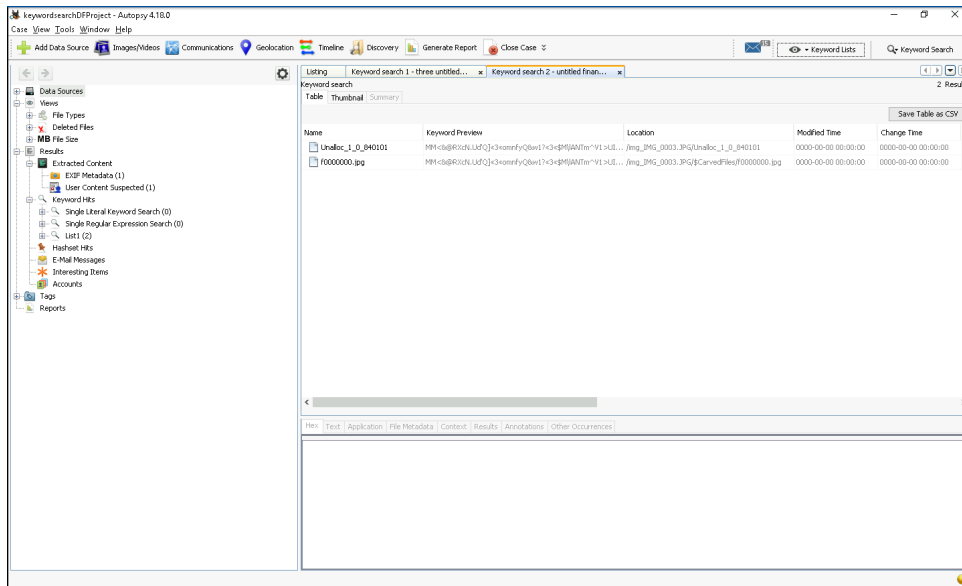 keywordsearchDFProject - Autopsy 4.18.0
Case View Tools Window Help
Add Data Source Images/Videos Communications Geolocation Timeline Discovery Generate Report Close Case Keyword Lists Keyword Search
Listing Keyword search 1 - three untitled... x Keyword search 2 - untitled finan... x
Keyword search 2 Resul
Table Thumbnail Summary
Save Table as CSV
Name Keyword Preview Location Modified Time Change Time
Unalloc_1_0_840101 /img_IMG_0003.JPG/Unalloc_1_0_840101 0000-00-00 00:00:00 0000-00-00 00:00:00
f0000000.jpg /img_IMG_0003.JPG/$CarvedFiles/f0000000.jpg 0000-00-00 00:00:00 0000-00-00 00:00:00
Data Sources
Views
File Types
Deleted Files
MB File Size
Results
Extracted Content
EXIF Metadata (1)
User Content Suspected (1)
Keyword Hits
Single Literal Keyword Search (0)
Single Regular Expression Search (0)
List1 (2)
Hashset Hits
E-Mail Messages
Interesting Items
Accounts
Tags
Reports
Hex Text Application File Metadata Context Results Annotations Other Occurrences